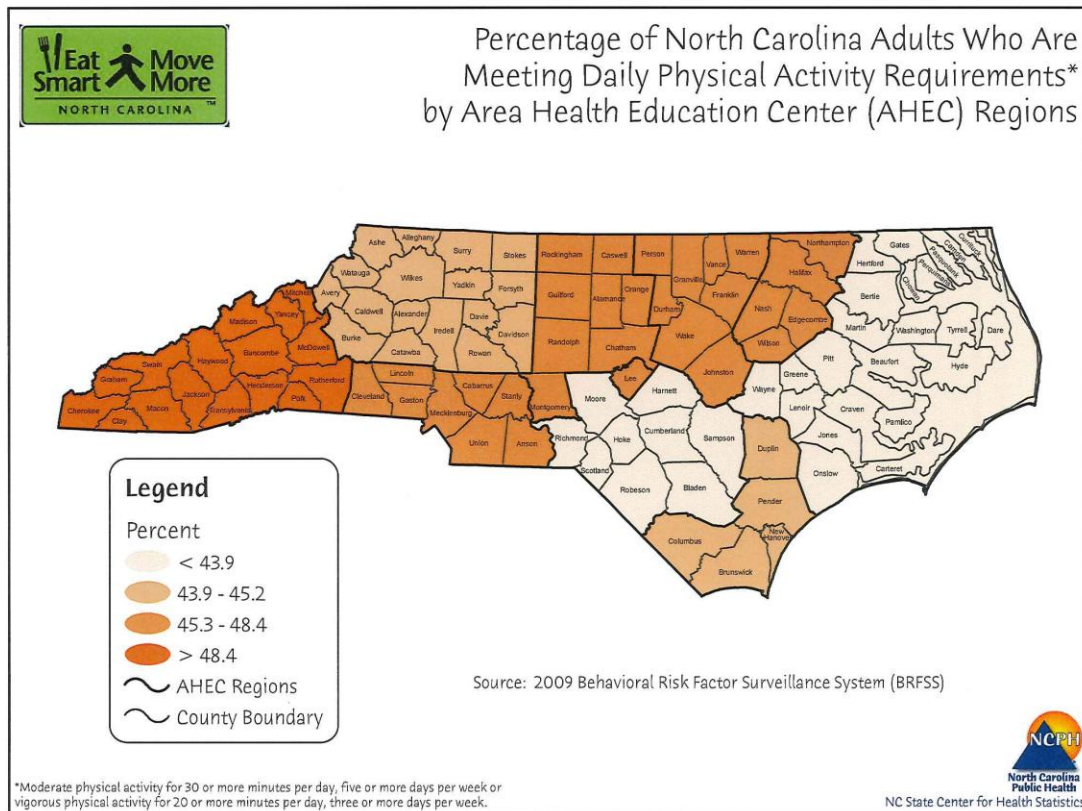 Eat Smart Move More
NORTH CAROLINA™
Percentage of North Carolina Adults Who Are
Meeting Daily Physical Activity Requirements*
by Area Health Education Center (AHEC) Regions
Ashe
Alleghany
Surry
Stokes
Rockingham
Caswell
Person
Vance
Warren
Northampton
Gates
Hertford
Camden
Currituck
Pasquotank
Perquimans
Chowan
Watauga
Wilkes
Yadkin
Forsyth
Guilford
Alamance
Orange
Durham
Granville
Franklin
Halifax
Bertie
Mitchell
Avery
Caldwell
Alexander
Davie
Iredell
Davidson
Nash
Edgecombe
Martin
Washington
Tyrrell
Dare
Madison
Yancey
Burke
Catawba
Rowan
Randolph
Chatham
Wake
Wilson
Pitt
Beaufort
Hyde
Swain
Haywood
Buncombe
McDowell
Lincoln
Cabarrus
Stanly
Montgomery
Moore
Lee
Harnett
Johnston
Wayne
Greene
Lenoir
Craven
Pamlico
Graham
Cherokee
Clay
Macon
Jackson
Transylvania
Henderson
Polk
Rutherford
Cleveland
Gaston
Mecklenburg
Union
Anson
Richmond
Hoke
Cumberland
Sampson
Duplin
Jones
Onslow
Carteret
Scotland
Robeson
Bladen
Pender
New
Hanove
Columbus
Brunswick
Legend
Percent
< 43.9
43.9 - 45.2
45.3 - 48.4
> 48.4
AHEC Regions
County Boundary
Source: 2009 Behavioral Risk Factor Surveillance System (BRFSS)
*Moderate physical activity for 30 or more minutes per day, five or more days per week or
vigorous physical activity for 20 or more minutes per day, three or more days per week.
NCPH
North Carolina
Public Health
NC State Center for Health Statistics